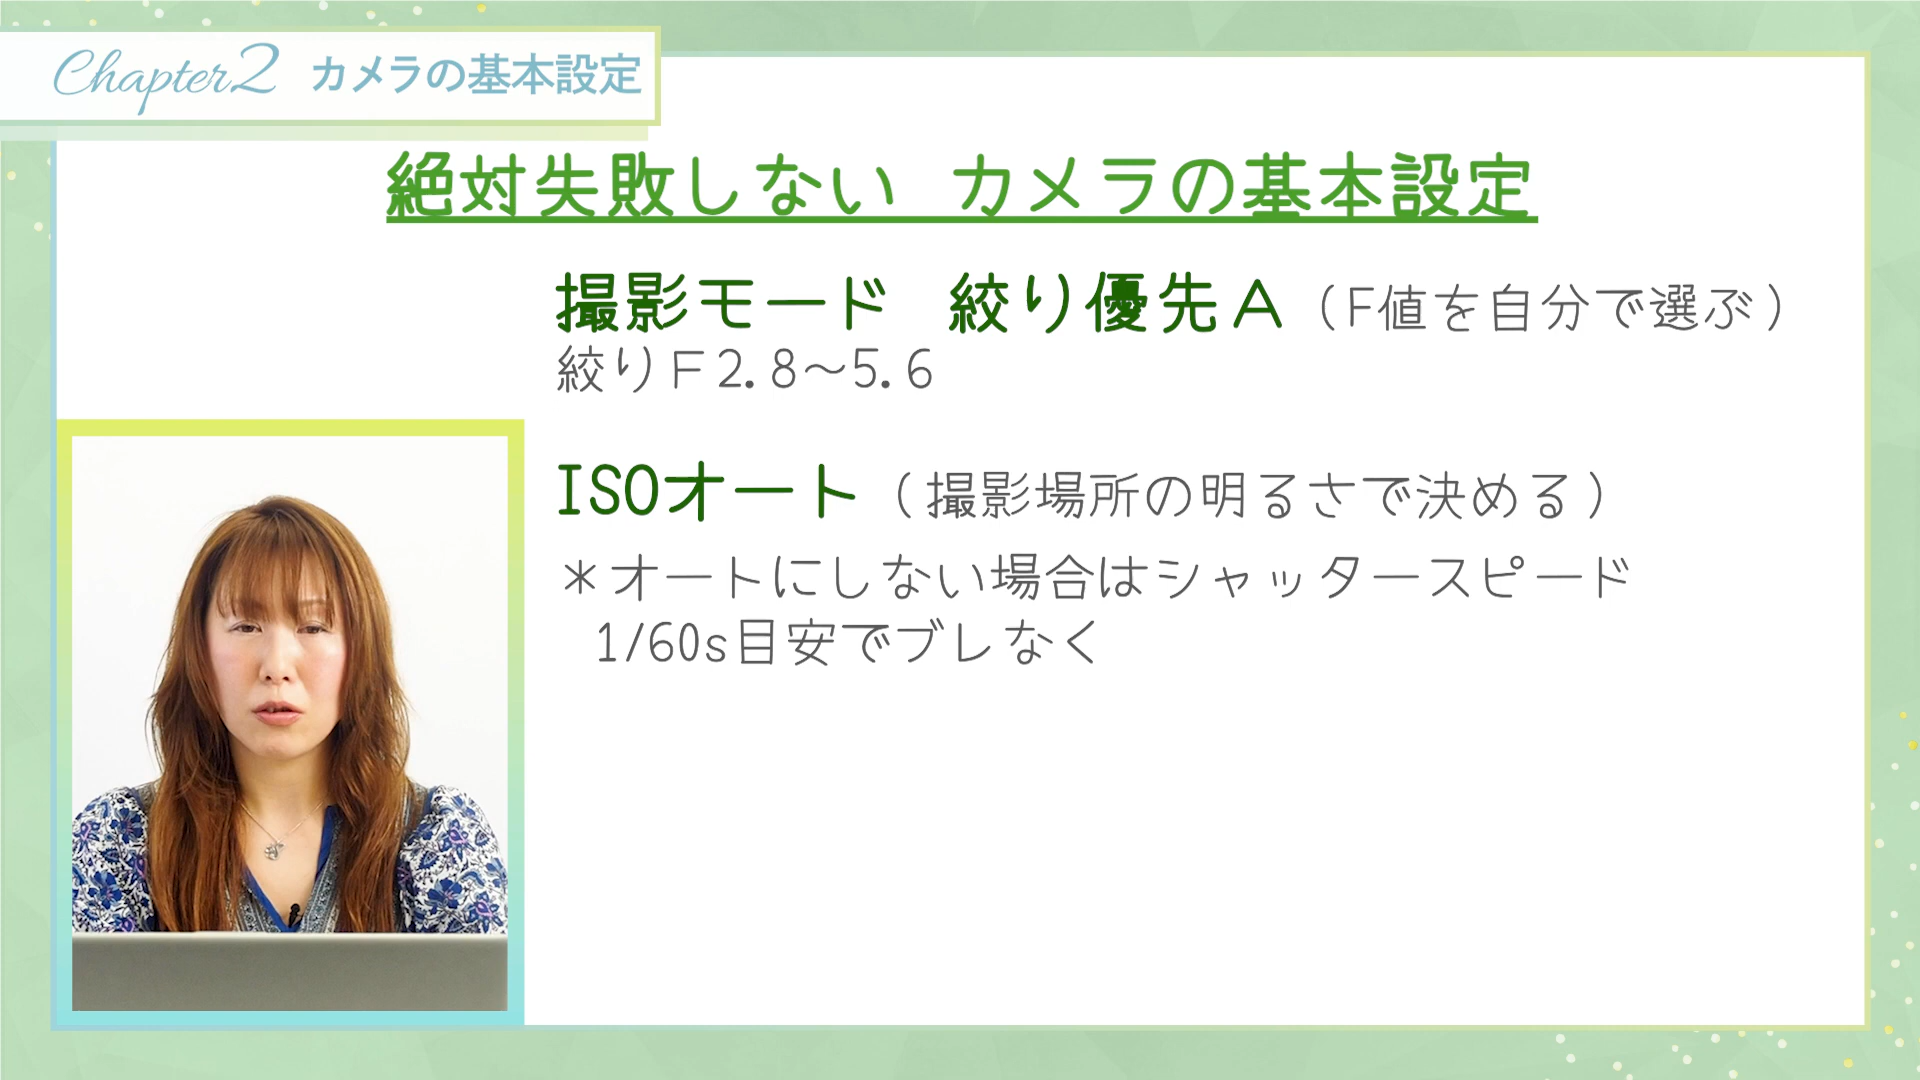 Chapter2 カメラの基本設定
絶対失敗しない カメラの基本設定
撮影モード 絞り優先A（F値を自分で選ぶ）
絞りF2.8～5.6
ISOオート（撮影場所の明るさで決める）
＊オートにしない場合はシャッタースピード
1/60s目安でブレなく